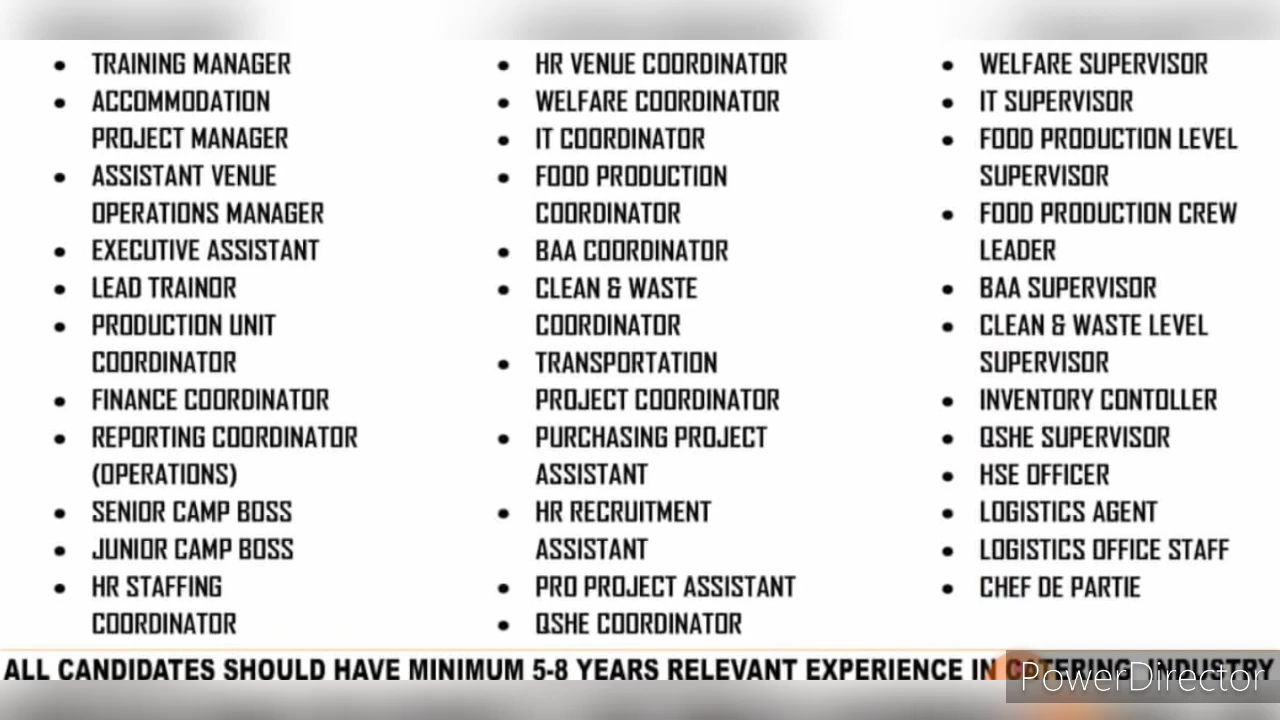 TRAINING MANAGER
ACCOMMODATION
PROJECT MANAGER
ASSISTANT VENUE
OPERATIONS MANAGER
EXECUTIVE ASSISTANT
LEAD TRAINOR
PRODUCTION UNIT
COORDINATOR
FINANCE COORDINATOR
REPORTING COORDINATOR
(OPERATIONS)
SENIOR CAMP BOSS
JUNIOR CAMP BOSS
HR STAFFING
COORDINATOR
HR VENUE COORDINATOR
WELFARE COORDINATOR
IT COORDINATOR
FOOD PRODUCTION
COORDINATOR
BAA COORDINATOR
CLEAN & WASTE
COORDINATOR
TRANSPORTATION
PROJECT COORDINATOR
PURCHASING PROJECT
ASSISTANT
HR RECRUITMENT
ASSISTANT
PRO PROJECT ASSISTANT
QSHE COORDINATOR
WELFARE SUPERVISOR
IT SUPERVISOR
FOOD PRODUCTION LEVEL
SUPERVISOR
FOOD PRODUCTION CREW
LEADER
BAA SUPERVISOR
CLEAN & WASTE LEVEL
SUPERVISOR
INVENTORY CONTOLLER
QSHE SUPERVISOR
HSE OFFICER
LOGISTICS AGENT
LOGISTICS OFFICE STAFF
CHEF DE PARTIE
ALL CANDIDATES SHOULD HAVE MINIMUM 5-8 YEARS RELEVANT EXPERIENCE IN CATERING INDUSTRY
PowerDirector